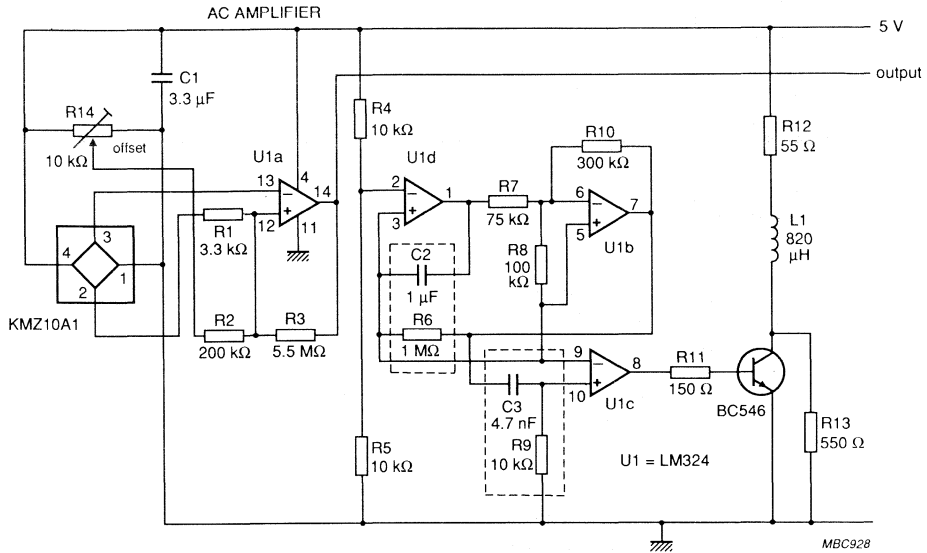 AC AMPLIFIER
5 V
output
C1
3.3 µF
R14
10 kΩ
offset
R4
10 kΩ
R12
55 Ω
R10
300 kΩ
U1a
U1d
13
4
14
−
+
12
11
2
−
+
3
1
R7
75 kΩ
6
−
+
5
7
U1b
R1
3.3 kΩ
L1
820
µH
3
4
1
2
KMZ10A1
C2
1 µF
R8
100
kΩ
R2
200 kΩ
R3
5.5 MΩ
R6
1 MΩ
9
−
+
10
8
U1c
R11
150 Ω
BC546
C3
4.7 nF
R13
550 Ω
R5
10 kΩ
R9
10 kΩ
U1 = LM324
MBC928